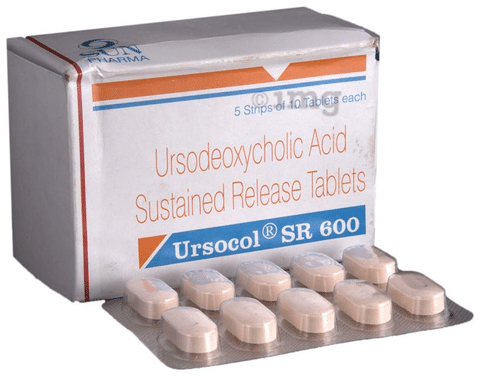 SUN
PHARMA
5 Strips of 10 Tablets each
©1mg
Ursodeoxycholic Acid
Sustained Release Tablets
Ursocol® SR 600